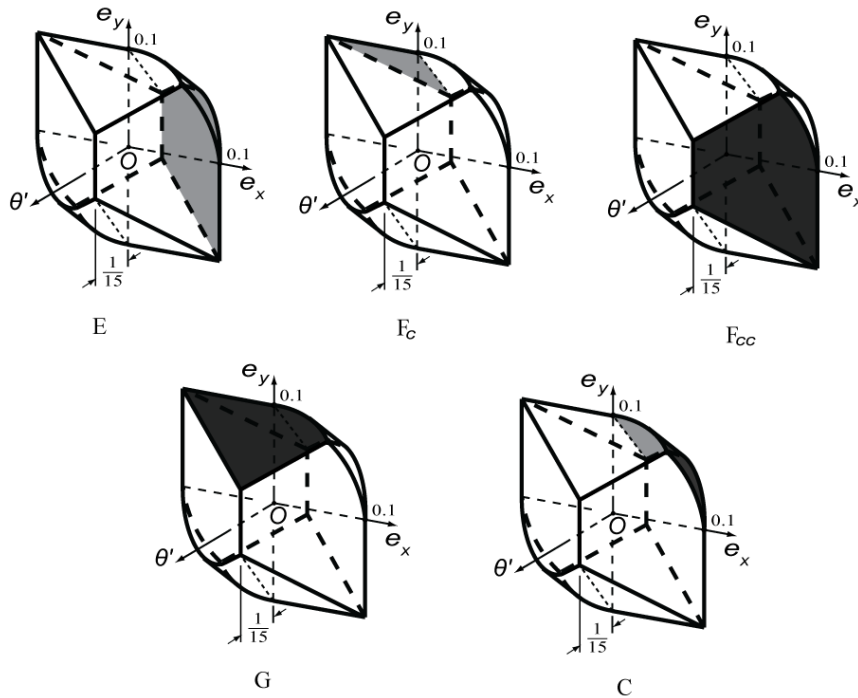 e_y
0.1
O
0.1
e_x
θ'
1/15
E
e_y
0.1
O
0.1
e_x
θ'
1/15
F_c
e_y
0.1
0.1
e_x
θ'
1/15
F_cc
e_y
0.1
O
0.1
e_x
θ'
1/15
G
e_y
0.1
O
0.1
e_x
θ'
1/15
C